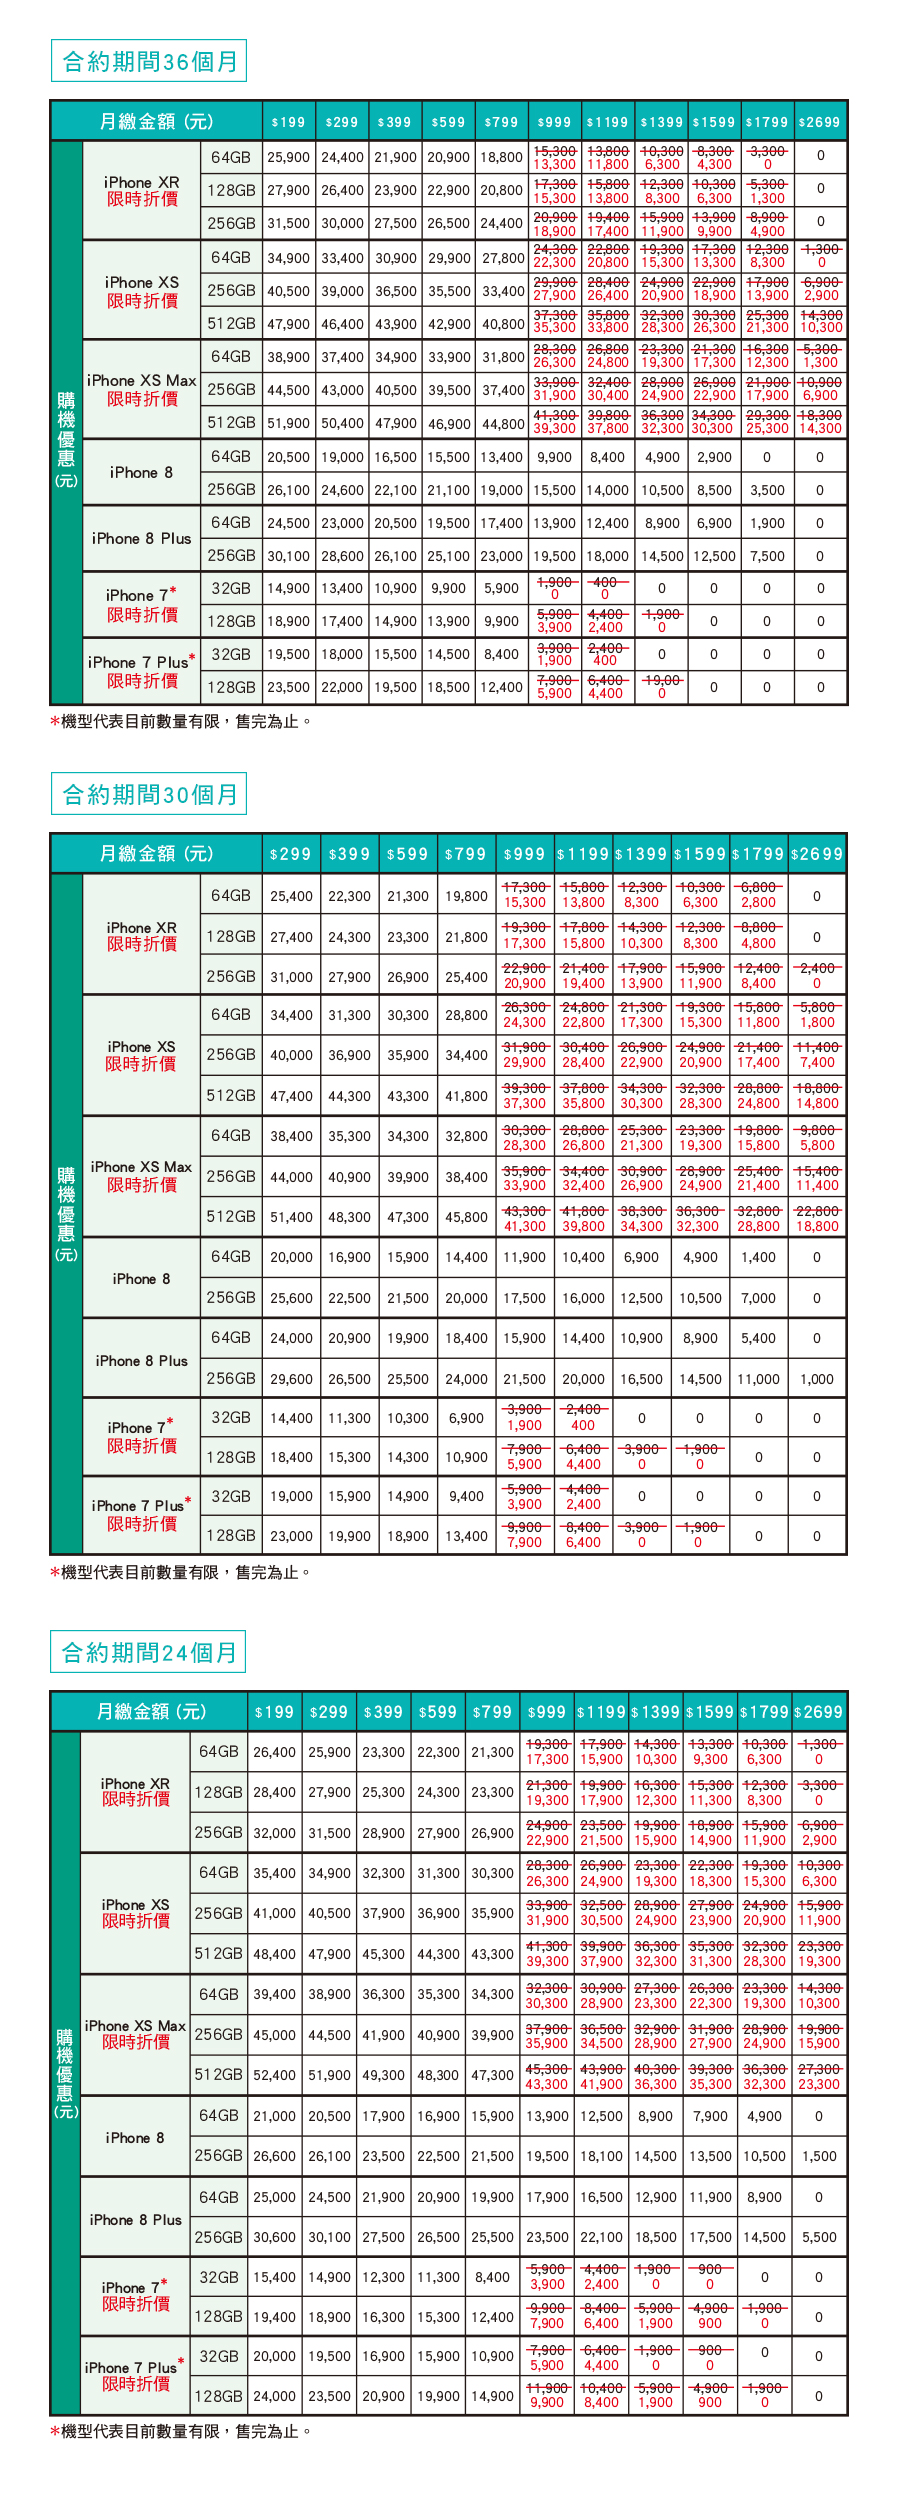 合約期間36個月
月繳金額 (元) $199 $299 $399 $599 $799 $999 $1199 $1399 $1599 $1799 $2699
購機優惠(元)
iPhone XR 限時折價
64GB 25,900 24,400 21,900 20,900 18,800 15,300 13,300 13,800 11,800 10,300 6,300 8,300 4,300 3,300 0 0
128GB 27,900 26,400 23,900 22,900 20,800 17,300 15,300 15,800 13,800 12,300 8,300 10,300 6,300 5,300 1,300 0
256GB 31,500 30,000 27,500 26,500 24,400 20,900 18,900 19,400 17,400 15,900 11,900 13,900 9,900 8,900 4,900 0
iPhone XS 限時折價
64GB 34,900 33,400 30,900 29,900 27,800 24,300 22,300 22,800 20,800 19,300 15,300 17,300 13,300 12,300 8,300 1,300 0
256GB 40,500 39,000 36,500 35,500 33,400 29,900 27,900 28,400 26,400 24,900 20,900 22,900 18,900 17,900 13,900 6,900 2,900
512GB 47,900 46,400 43,900 42,900 40,800 37,300 35,300 35,800 33,800 32,300 28,300 30,300 26,300 25,300 21,300 14,300 10,300
iPhone XS Max 限時折價
64GB 38,900 37,400 34,900 33,900 31,800 28,300 26,300 26,800 24,800 23,300 19,300 21,300 17,300 16,300 12,300 5,300 1,300
256GB 44,500 43,000 40,500 39,500 37,400 33,900 31,900 32,400 30,400 28,900 24,900 26,900 22,900 21,900 17,900 10,900 6,900
512GB 51,900 50,400 47,900 46,900 44,800 41,300 39,300 39,800 37,800 36,300 32,300 34,300 30,300 29,300 25,300 18,300 14,300
iPhone 8
64GB 20,500 19,000 16,500 15,500 13,400 9,900 8,400 4,900 2,900 0 0
256GB 26,100 24,600 22,100 21,100 19,000 15,500 14,000 10,500 8,500 3,500 0
iPhone 8 Plus
64GB 24,500 23,000 20,500 19,500 17,400 13,900 12,400 8,900 6,900 1,900 0
256GB 30,100 28,600 26,100 25,100 23,000 19,500 18,000 14,500 12,500 7,500 0
iPhone 7* 限時折價
32GB 14,900 13,400 10,900 9,900 5,900 1,900 0 400 0 0 0 0 0
128GB 18,900 17,400 14,900 13,900 9,900 5,900 3,900 4,400 2,400 1,900 0 0 0 0
iPhone 7 Plus* 限時折價
32GB 19,500 18,000 15,500 14,500 8,400 3,900 1,900 2,400 400 0 0 0 0
128GB 23,500 22,000 19,500 18,500 12,400 7,900 5,900 6,400 4,400 19,00 0 0 0 0
*機型代表目前數量有限，售完為止。
合約期間30個月
月繳金額 (元) $299 $399 $599 $799 $999 $1199 $1399 $1599 $1799 $2699
購機優惠(元)
iPhone XR 限時折價
64GB 25,400 22,300 21,300 19,800 17,300 15,300 15,800 13,800 12,300 8,300 10,300 6,300 6,800 2,800 0
128GB 27,400 24,300 23,300 21,800 19,300 17,300 17,800 15,800 14,300 10,300 12,300 8,300 8,800 4,800 0
256GB 31,000 27,900 26,900 25,400 22,900 20,900 21,400 19,400 17,900 13,900 15,900 11,900 12,400 8,400 2,400 0
iPhone XS 限時折價
64GB 34,400 31,300 30,300 28,800 26,300 24,300 24,800 22,800 21,300 17,300 19,300 15,300 15,800 11,800 5,800 1,800
256GB 40,000 36,900 35,900 34,400 31,900 29,900 30,400 28,400 26,900 22,900 24,900 20,900 21,400 17,400 11,400 7,400
512GB 47,400 44,300 43,300 41,800 39,300 37,300 37,800 35,800 34,300 30,300 32,300 28,300 28,800 24,800 18,800 14,800
iPhone XS Max 限時折價
64GB 38,400 35,300 34,300 32,800 30,300 28,300 28,800 26,800 25,300 21,300 23,300 19,300 19,800 15,800 9,800 5,800
256GB 44,000 40,900 39,900 38,400 35,900 33,900 34,400 32,400 30,900 26,900 28,900 24,900 25,400 21,400 15,400 11,400
512GB 51,400 48,300 47,300 45,800 43,300 41,300 41,800 39,800 38,300 34,300 36,300 32,300 32,800 28,800 22,800 18,800
iPhone 8
64GB 20,000 16,900 15,900 14,400 11,900 10,400 6,900 4,900 1,400 0
256GB 25,600 22,500 21,500 20,000 17,500 16,000 12,500 10,500 7,000 0
iPhone 8 Plus
64GB 24,000 20,900 19,900 18,400 15,900 14,400 10,900 8,900 5,400 0
256GB 29,600 26,500 25,500 24,000 21,500 20,000 16,500 14,500 11,000 1,000
iPhone 7* 限時折價
32GB 14,400 11,300 10,300 6,900 3,900 1,900 2,400 400 0 0 0 0
128GB 18,400 15,300 14,300 10,900 7,900 5,900 6,400 4,400 3,900 0 1,900 0 0 0
iPhone 7 Plus* 限時折價
32GB 19,000 15,900 14,900 9,400 5,900 3,900 4,400 2,400 0 0 0 0
128GB 23,000 19,900 18,900 13,400 9,900 7,900 8,400 6,400 3,900 0 1,900 0 0 0
*機型代表目前數量有限，售完為止。
合約期間24個月
月繳金額 (元) $199 $299 $399 $599 $799 $999 $1199 $1399 $1599 $1799 $2699
購機優惠(元)
iPhone XR 限時折價
64GB 26,400 25,900 23,300 22,300 21,300 19,300 17,300 17,900 15,900 14,300 10,300 13,300 9,300 10,300 6,300 1,300 0
128GB 28,400 27,900 25,300 24,300 23,300 21,300 19,300 19,900 17,900 16,300 12,300 15,300 11,300 12,300 8,300 3,300 0
256GB 32,000 31,500 28,900 27,900 26,900 24,900 22,900 23,500 21,500 19,900 15,900 18,900 14,900 15,900 11,900 6,900 2,900
iPhone XS 限時折價
64GB 35,400 34,900 32,300 31,300 30,300 28,300 26,300 26,900 24,900 23,300 19,300 22,300 18,300 19,300 15,300 10,300 6,300
256GB 41,000 40,500 37,900 36,900 35,900 33,900 31,900 32,500 30,500 28,900 24,900 27,900 23,900 24,900 20,900 15,900 11,900
512GB 48,400 47,900 45,300 44,300 43,300 41,300 39,300 39,900 37,900 36,300 32,300 35,300 31,300 32,300 28,300 23,300 19,300
iPhone XS Max 限時折價
64GB 39,400 38,900 36,300 35,300 34,300 32,300 30,300 30,900 28,900 27,300 23,300 26,300 22,300 23,300 19,300 14,300 10,300
256GB 45,000 44,500 41,900 40,900 39,900 37,900 35,900 36,500 34,500 32,900 28,900 31,900 27,900 28,900 24,900 19,900 15,900
512GB 52,400 51,900 49,300 48,300 47,300 45,300 43,300 43,900 41,900 40,300 36,300 39,300 35,300 36,300 32,300 27,300 23,300
iPhone 8
64GB 21,000 20,500 17,900 16,900 15,900 13,900 12,500 8,900 7,900 4,900 0
256GB 26,600 26,100 23,500 22,500 21,500 19,500 18,100 14,500 13,500 10,500 1,500
iPhone 8 Plus
64GB 25,000 24,500 21,900 20,900 19,900 17,900 16,500 12,900 11,900 8,900 0
256GB 30,600 30,100 27,500 26,500 25,500 23,500 22,100 18,500 17,500 14,500 5,500
iPhone 7* 限時折價
32GB 15,400 14,900 12,300 11,300 8,400 5,900 3,900 4,400 2,400 1,900 0 900 0 0 0
128GB 19,400 18,900 16,300 15,300 12,400 9,900 7,900 8,400 6,400 5,900 1,900 4,900 900 1,900 0 0
iPhone 7 Plus* 限時折價
32GB 20,000 19,500 16,900 15,900 10,900 7,900 5,900 6,400 4,400 1,900 0 900 0 0 0
128GB 24,000 23,500 20,900 19,900 14,900 11,900 9,900 10,400 8,400 5,900 1,900 4,900 900 1,900 0 0
*機型代表目前數量有限，售完為止。